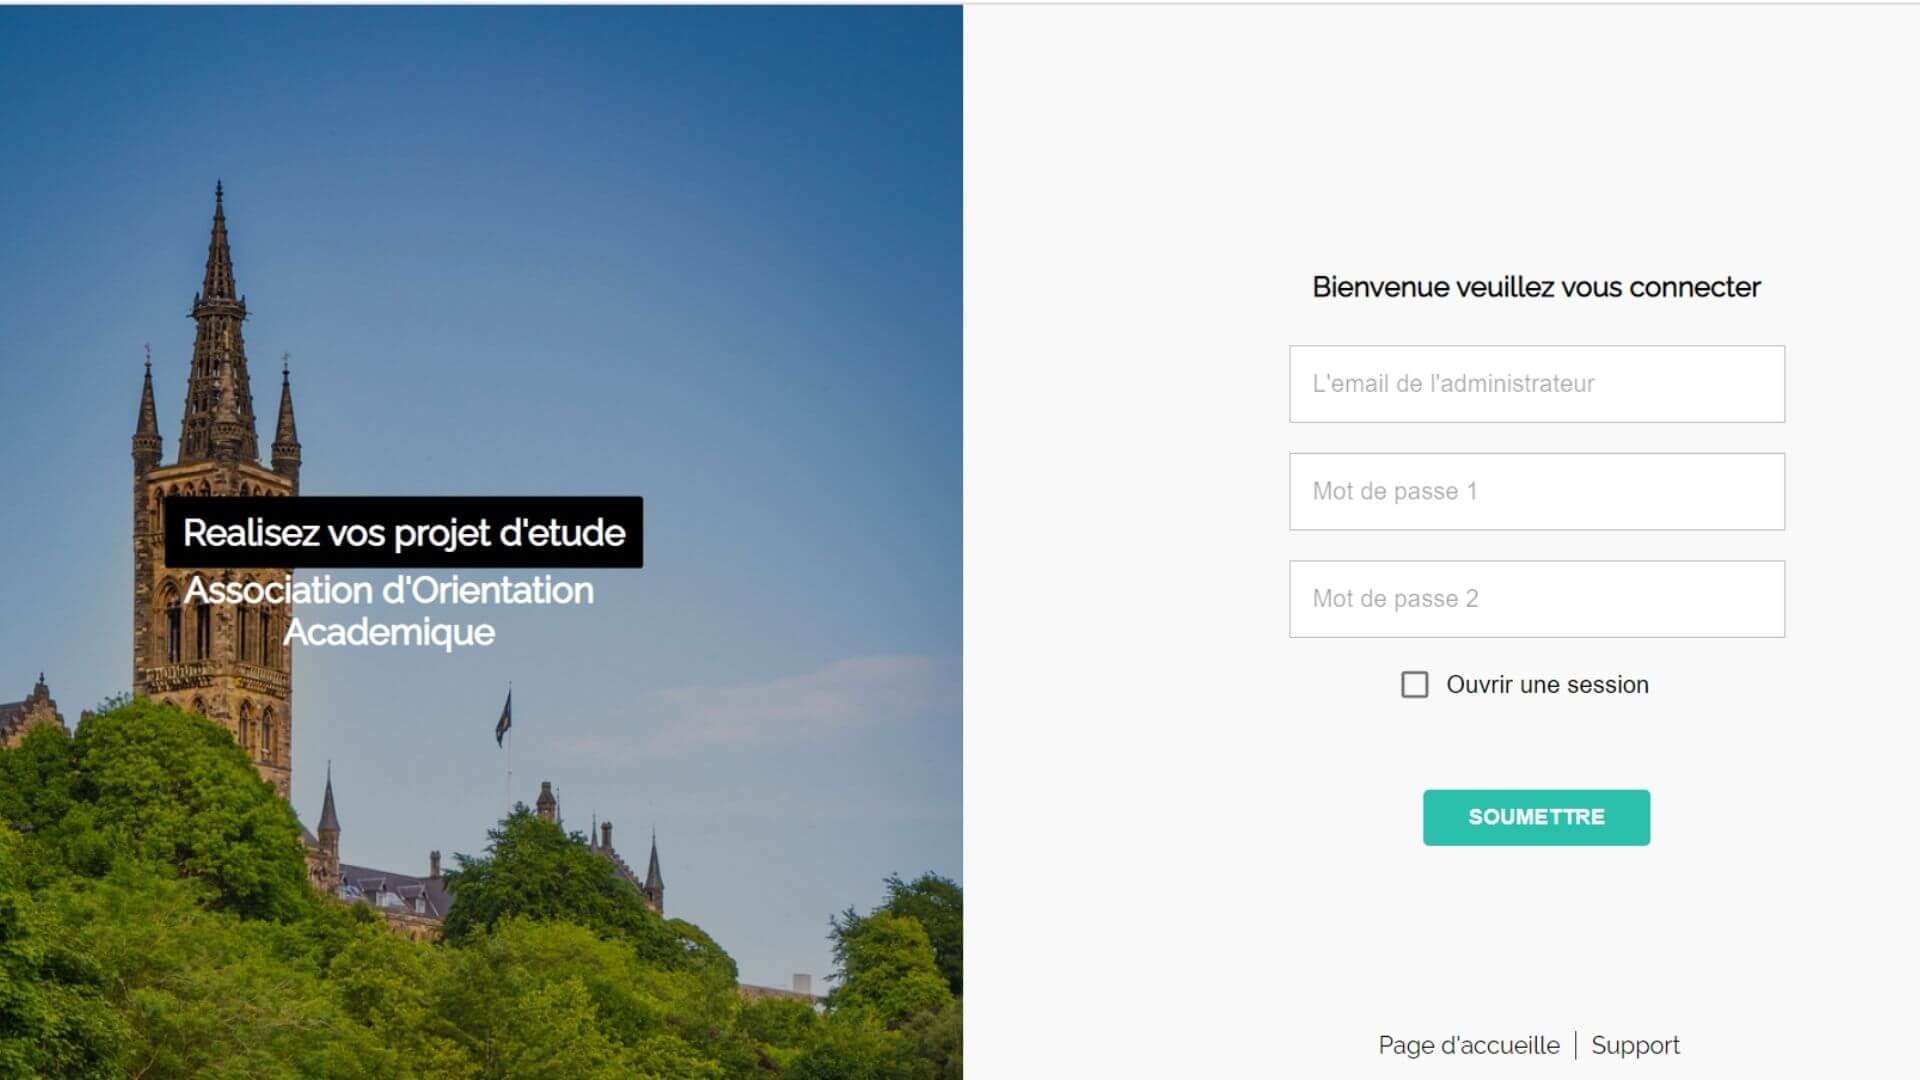 Realisez vos projet d'etude
Association d'Orientation
Academique
Bienvenue veuillez vous connecter
L'email de l'administrateur
Mot de passe 1
Mot de passe 2
Ouvrir une session
SOUMETTRE
Page d'accueille | Support